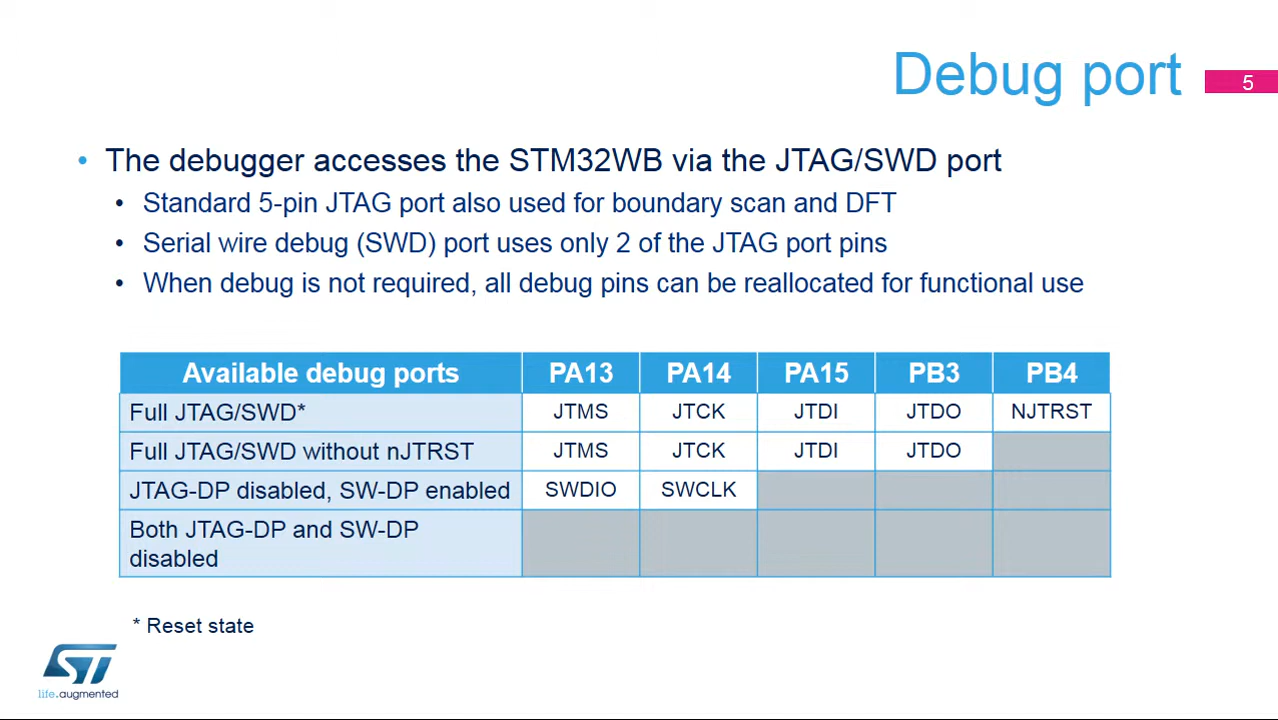 Debug port
5
• The debugger accesses the STM32WB via the JTAG/SWD port
• Standard 5-pin JTAG port also used for boundary scan and DFT
• Serial wire debug (SWD) port uses only 2 of the JTAG port pins
• When debug is not required, all debug pins can be reallocated for functional use
Available debug ports PA13 PA14 PA15 PB3 PB4
Full JTAG/SWD* JTMS JTCK JTDI JTDO NJTRST
Full JTAG/SWD without nJTRST JTMS JTCK JTDI JTDO
JTAG-DP disabled, SW-DP enabled SWDIO SWCLK
Both JTAG-DP and SW-DP
disabled
* Reset state
ST
life.augmented